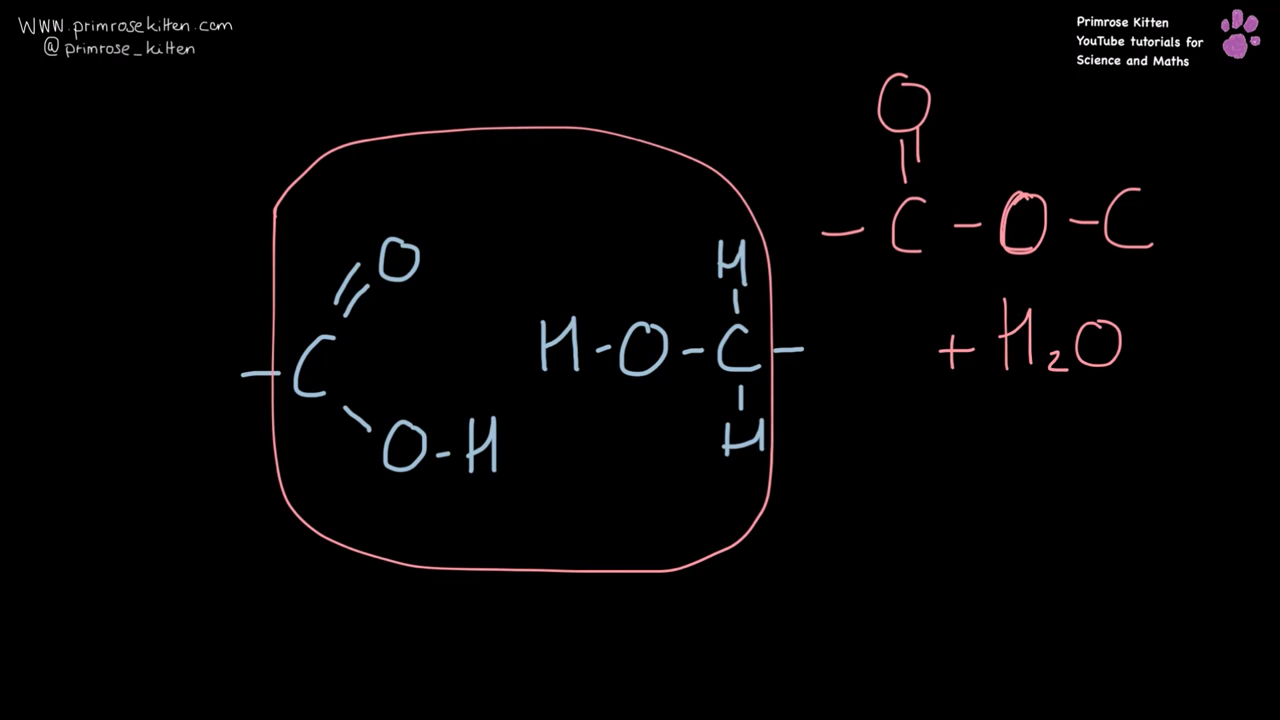 www.primrosekitten.com
@primrose_kitten
Primrose Kitten
YouTube tutorials for
Science and Maths
O
- C - O - C
+ H₂O
O
H
H-O-C-
-C
O-H
H